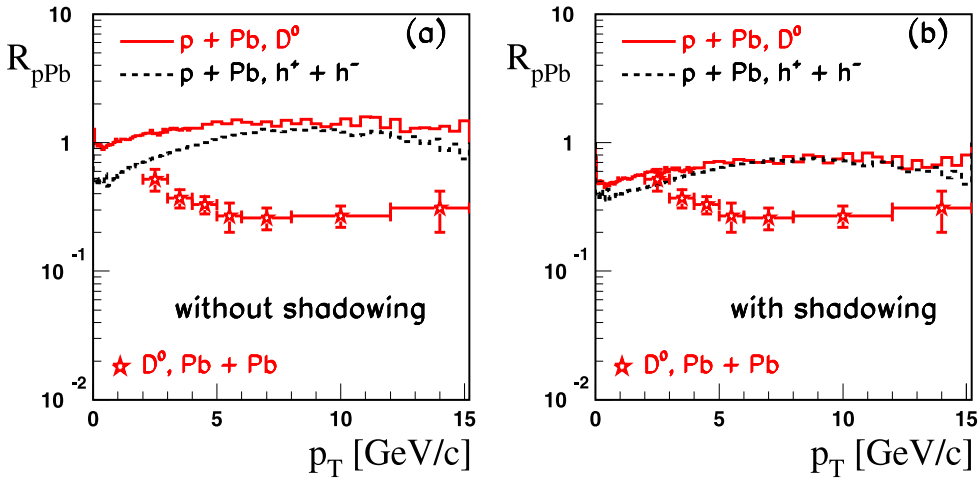 10
1
10⁻¹
10⁻²
R_pPb
p + Pb, D⁰
p + Pb, h⁺ + h⁻
(a)
without shadowing
D⁰, Pb + Pb
0 5 10 15
p_T [GeV/c]
10
1
10⁻¹
10⁻²
R_pPb
p + Pb, D⁰
p + Pb, h⁺ + h⁻
(b)
with shadowing
D⁰, Pb + Pb
0 5 10 15
p_T [GeV/c]